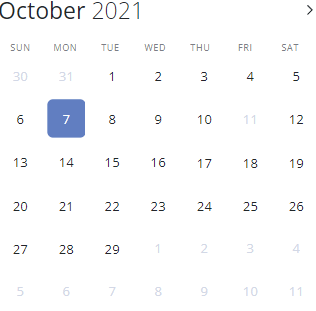 October 2021
SUN MON TUE WED THU FRI SAT
30 31 1 2 3 4 5
6 7 8 9 10 11 12
13 14 15 16 17 18 19
20 21 22 23 24 25 26
27 28 29 1 2 3 4
5 6 7 8 9 10 11